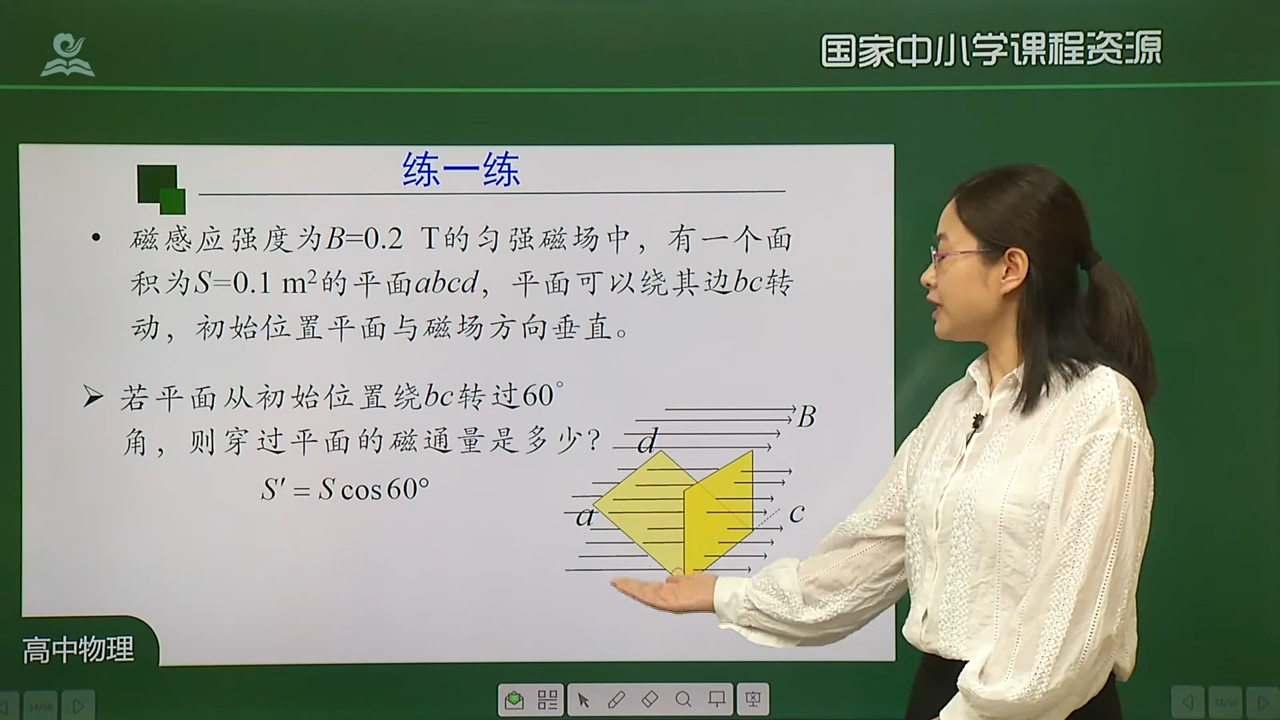 国家中小学课程资源
练一练
• 磁感应强度为B=0.2 T的匀强磁场中，有一个面
积为S=0.1 m²的平面abcd，平面可以绕其边bc转
动，初始位置平面与磁场方向垂直。
➢ 若平面从初始位置绕bc转过60°
角，则穿过平面的磁通量是多少？
S′ = S cos60°
B
d
a
c
高中物理